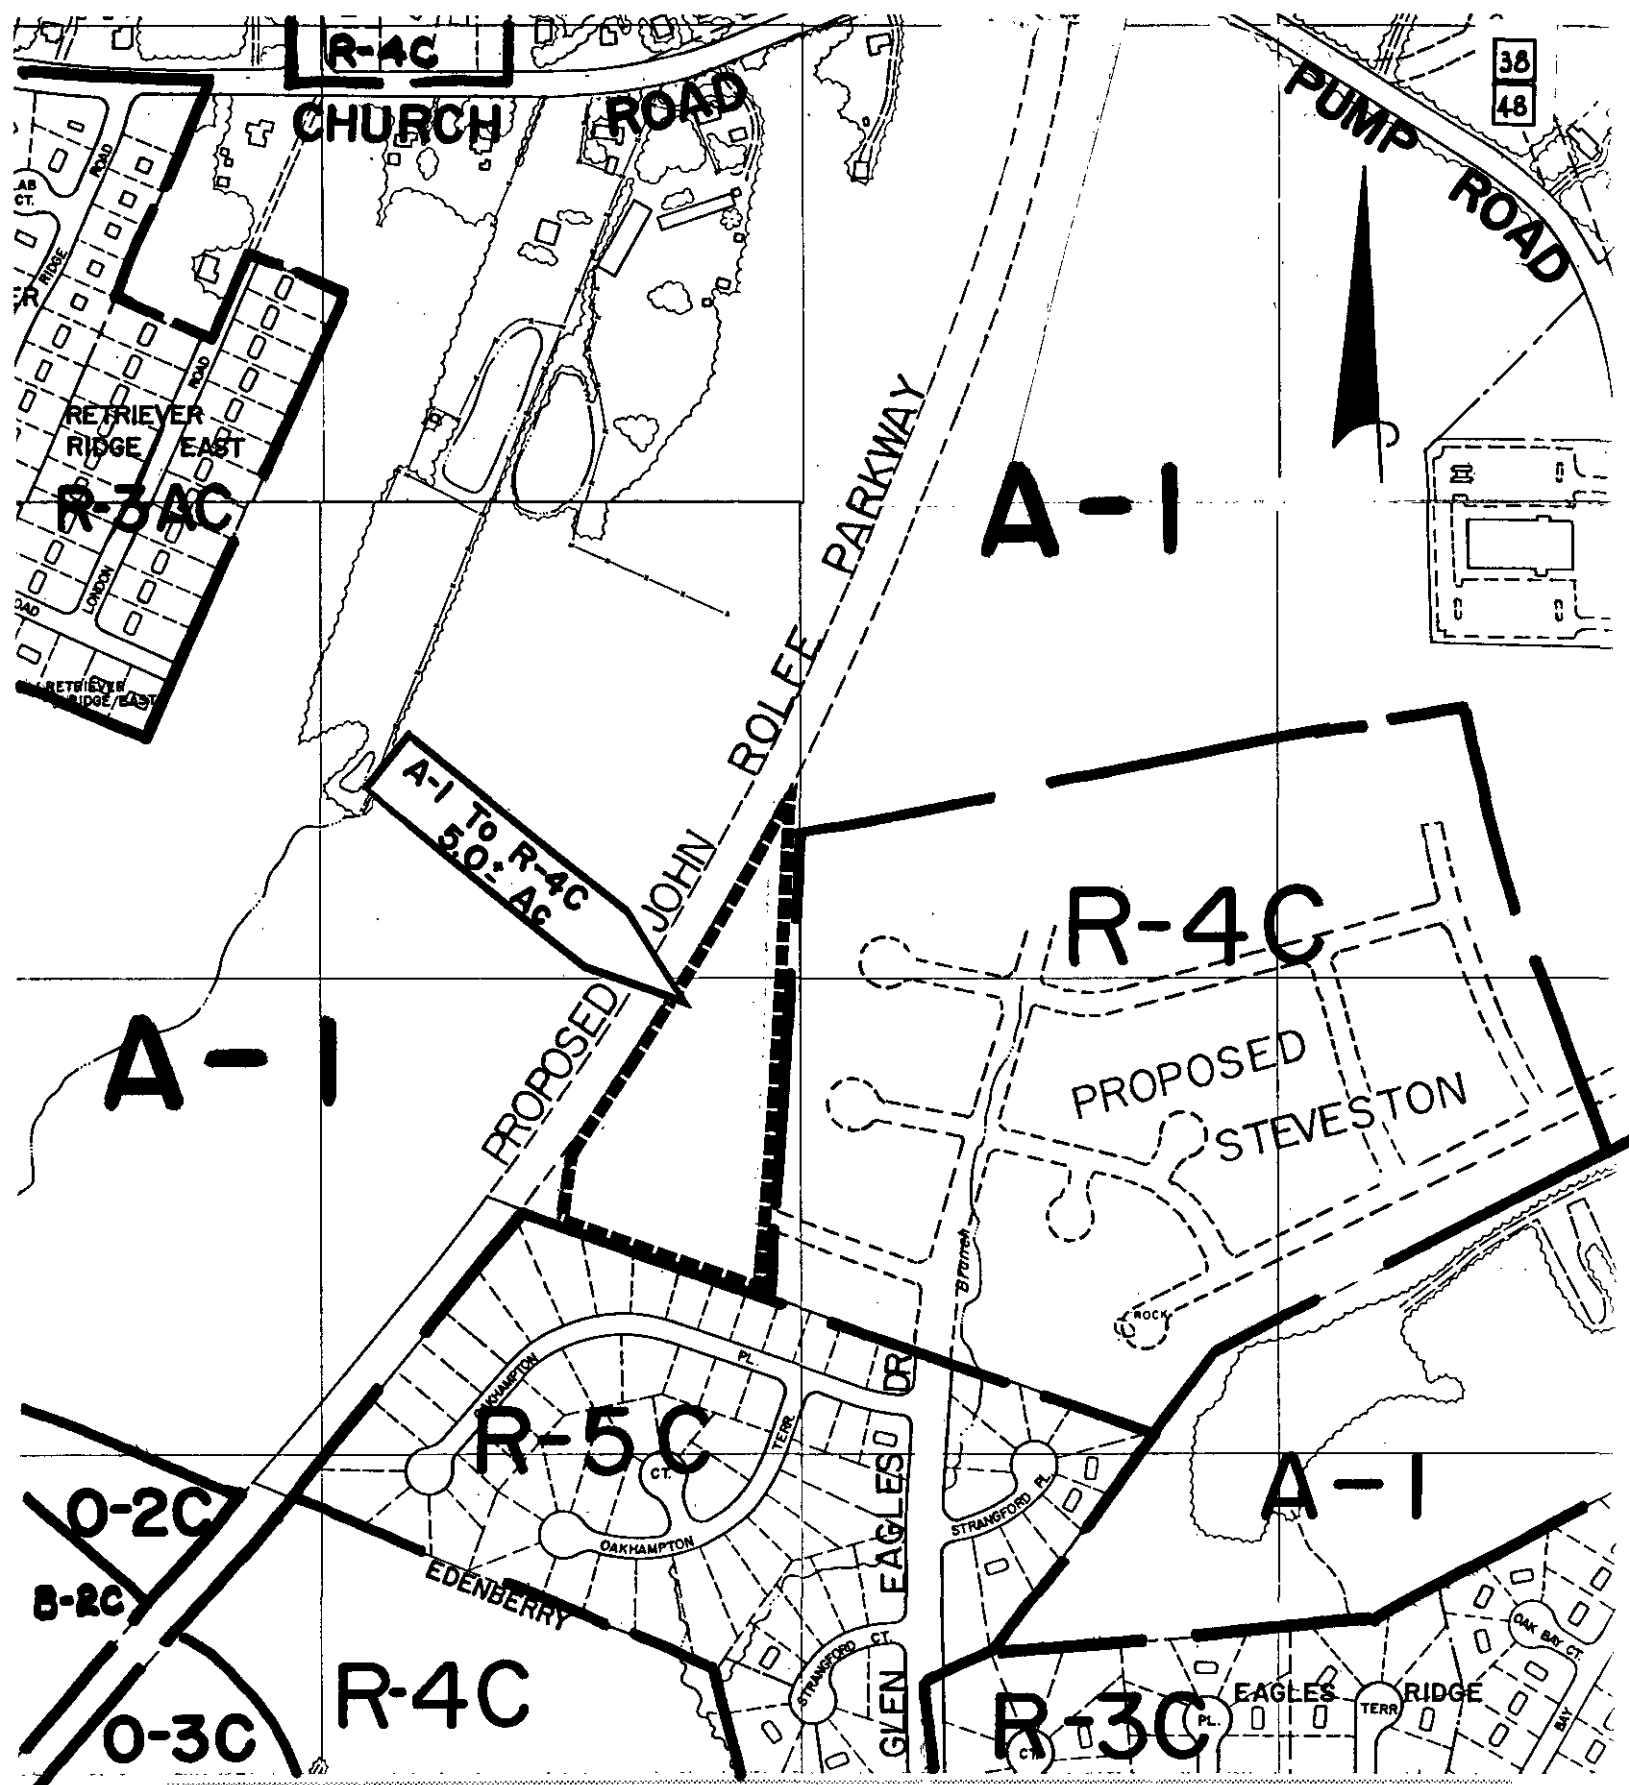 R-4C
38
48
CHURCH ROAD
PUMP ROAD
ROAD
CT.
RIDGE
ROAD
RETRIEVER
RIDGE EAST
R-3AC
LONDON
RETRIEVER
RIDGE/EAST
A-1
PROPOSED JOHN ROLFE PARKWAY
A-1 To R-4C
5.0± Ac
R-4C
A-1
PROPOSED
STEVESTON
Branch
ROCK
OAKHAMPTON
PL.
DR
R-5C
CT.
TERR.
OAKHAMPTON
STRANGFORD PL.
A-1
O-2C
B-2C
EDENBERRY
GLEN EAGLES
STRANGFORD CT.
R-4C
O-3C
R-3C
CT.
PL.
EAGLES RIDGE
TERR
OAK BAY CT.
BAY